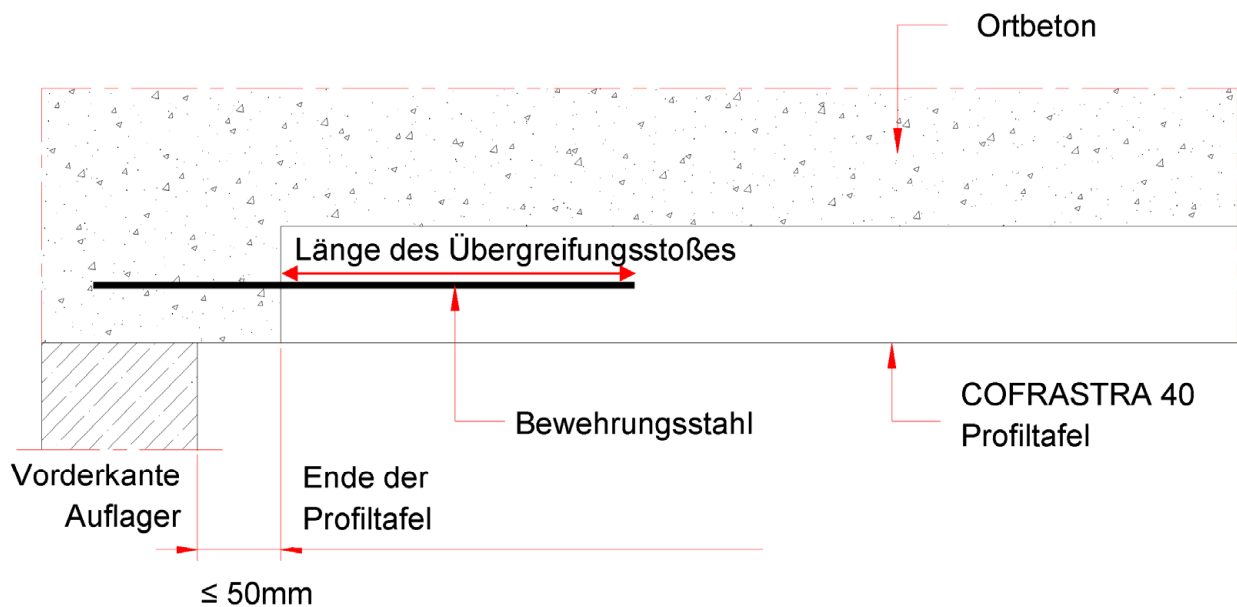 Ortbeton
Länge des Übergreifungsstoßes
Bewehrungsstahl
COFRASTRA 40
Profiltafel
Vorderkante
Auflager
Ende der
Profiltafel
≤ 50mm